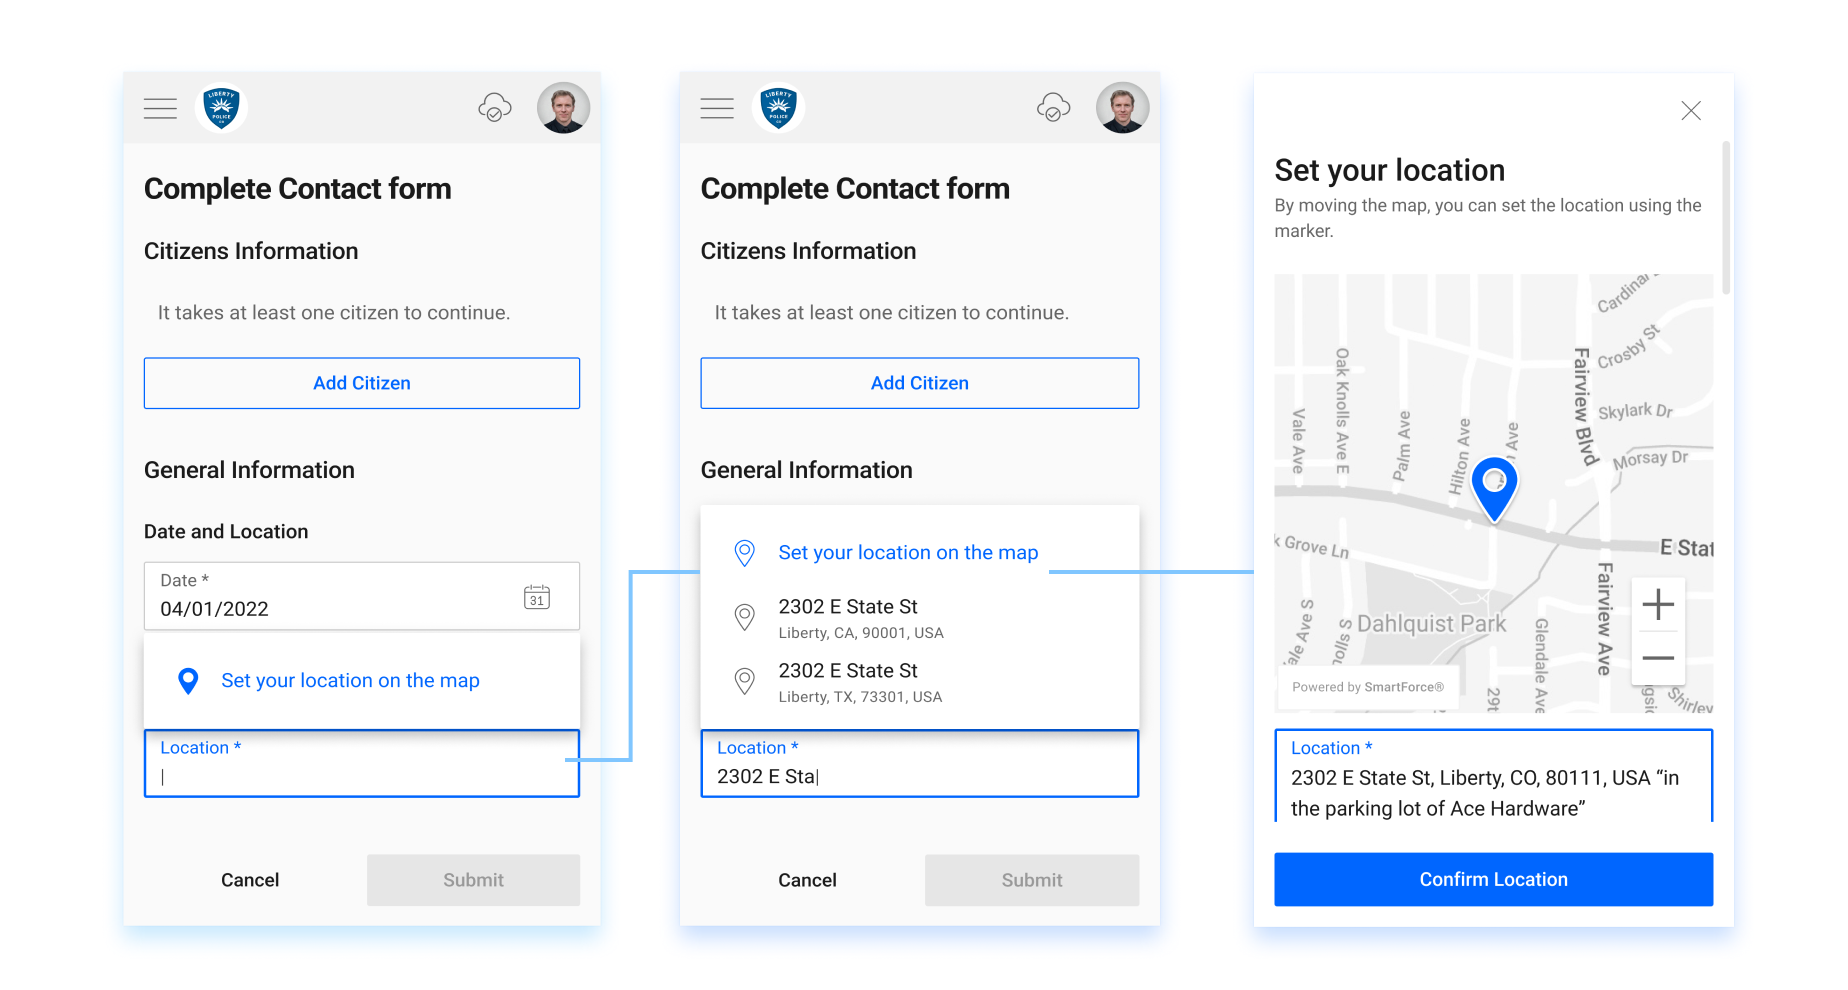 LIBERTY
POLICE
CO
Complete Contact form
Citizens Information
It takes at least one citizen to continue.
Add Citizen
General Information
Date and Location
Date *
04/01/2022
31
Set your location on the map
Location *
Cancel
Submit
LIBERTY
POLICE
CO
Complete Contact form
Citizens Information
It takes at least one citizen to continue.
Add Citizen
General Information
Set your location on the map
2302 E State St
Liberty, CA, 90001, USA
2302 E State St
Liberty, TX, 73301, USA
Location *
2302 E Sta
Cancel
Submit
Set your location
By moving the map, you can set the location using the
marker.
Cardinal
Crosby St
Fairview Blvd
Skylark Dr
Morsay Dr
Oak Knolls Ave E
Vale Ave
Palm Ave
Hilton Ave
n Ave
k Grove Ln
E Stat
Fairview Ave
Dahlquist Park
ale Ave S
nolls S
Glendale Ave
29t
ngsi
Shirley
Powered by SmartForce®
Location *
2302 E State St, Liberty, CO, 80111, USA “in
the parking lot of Ace Hardware”
Confirm Location